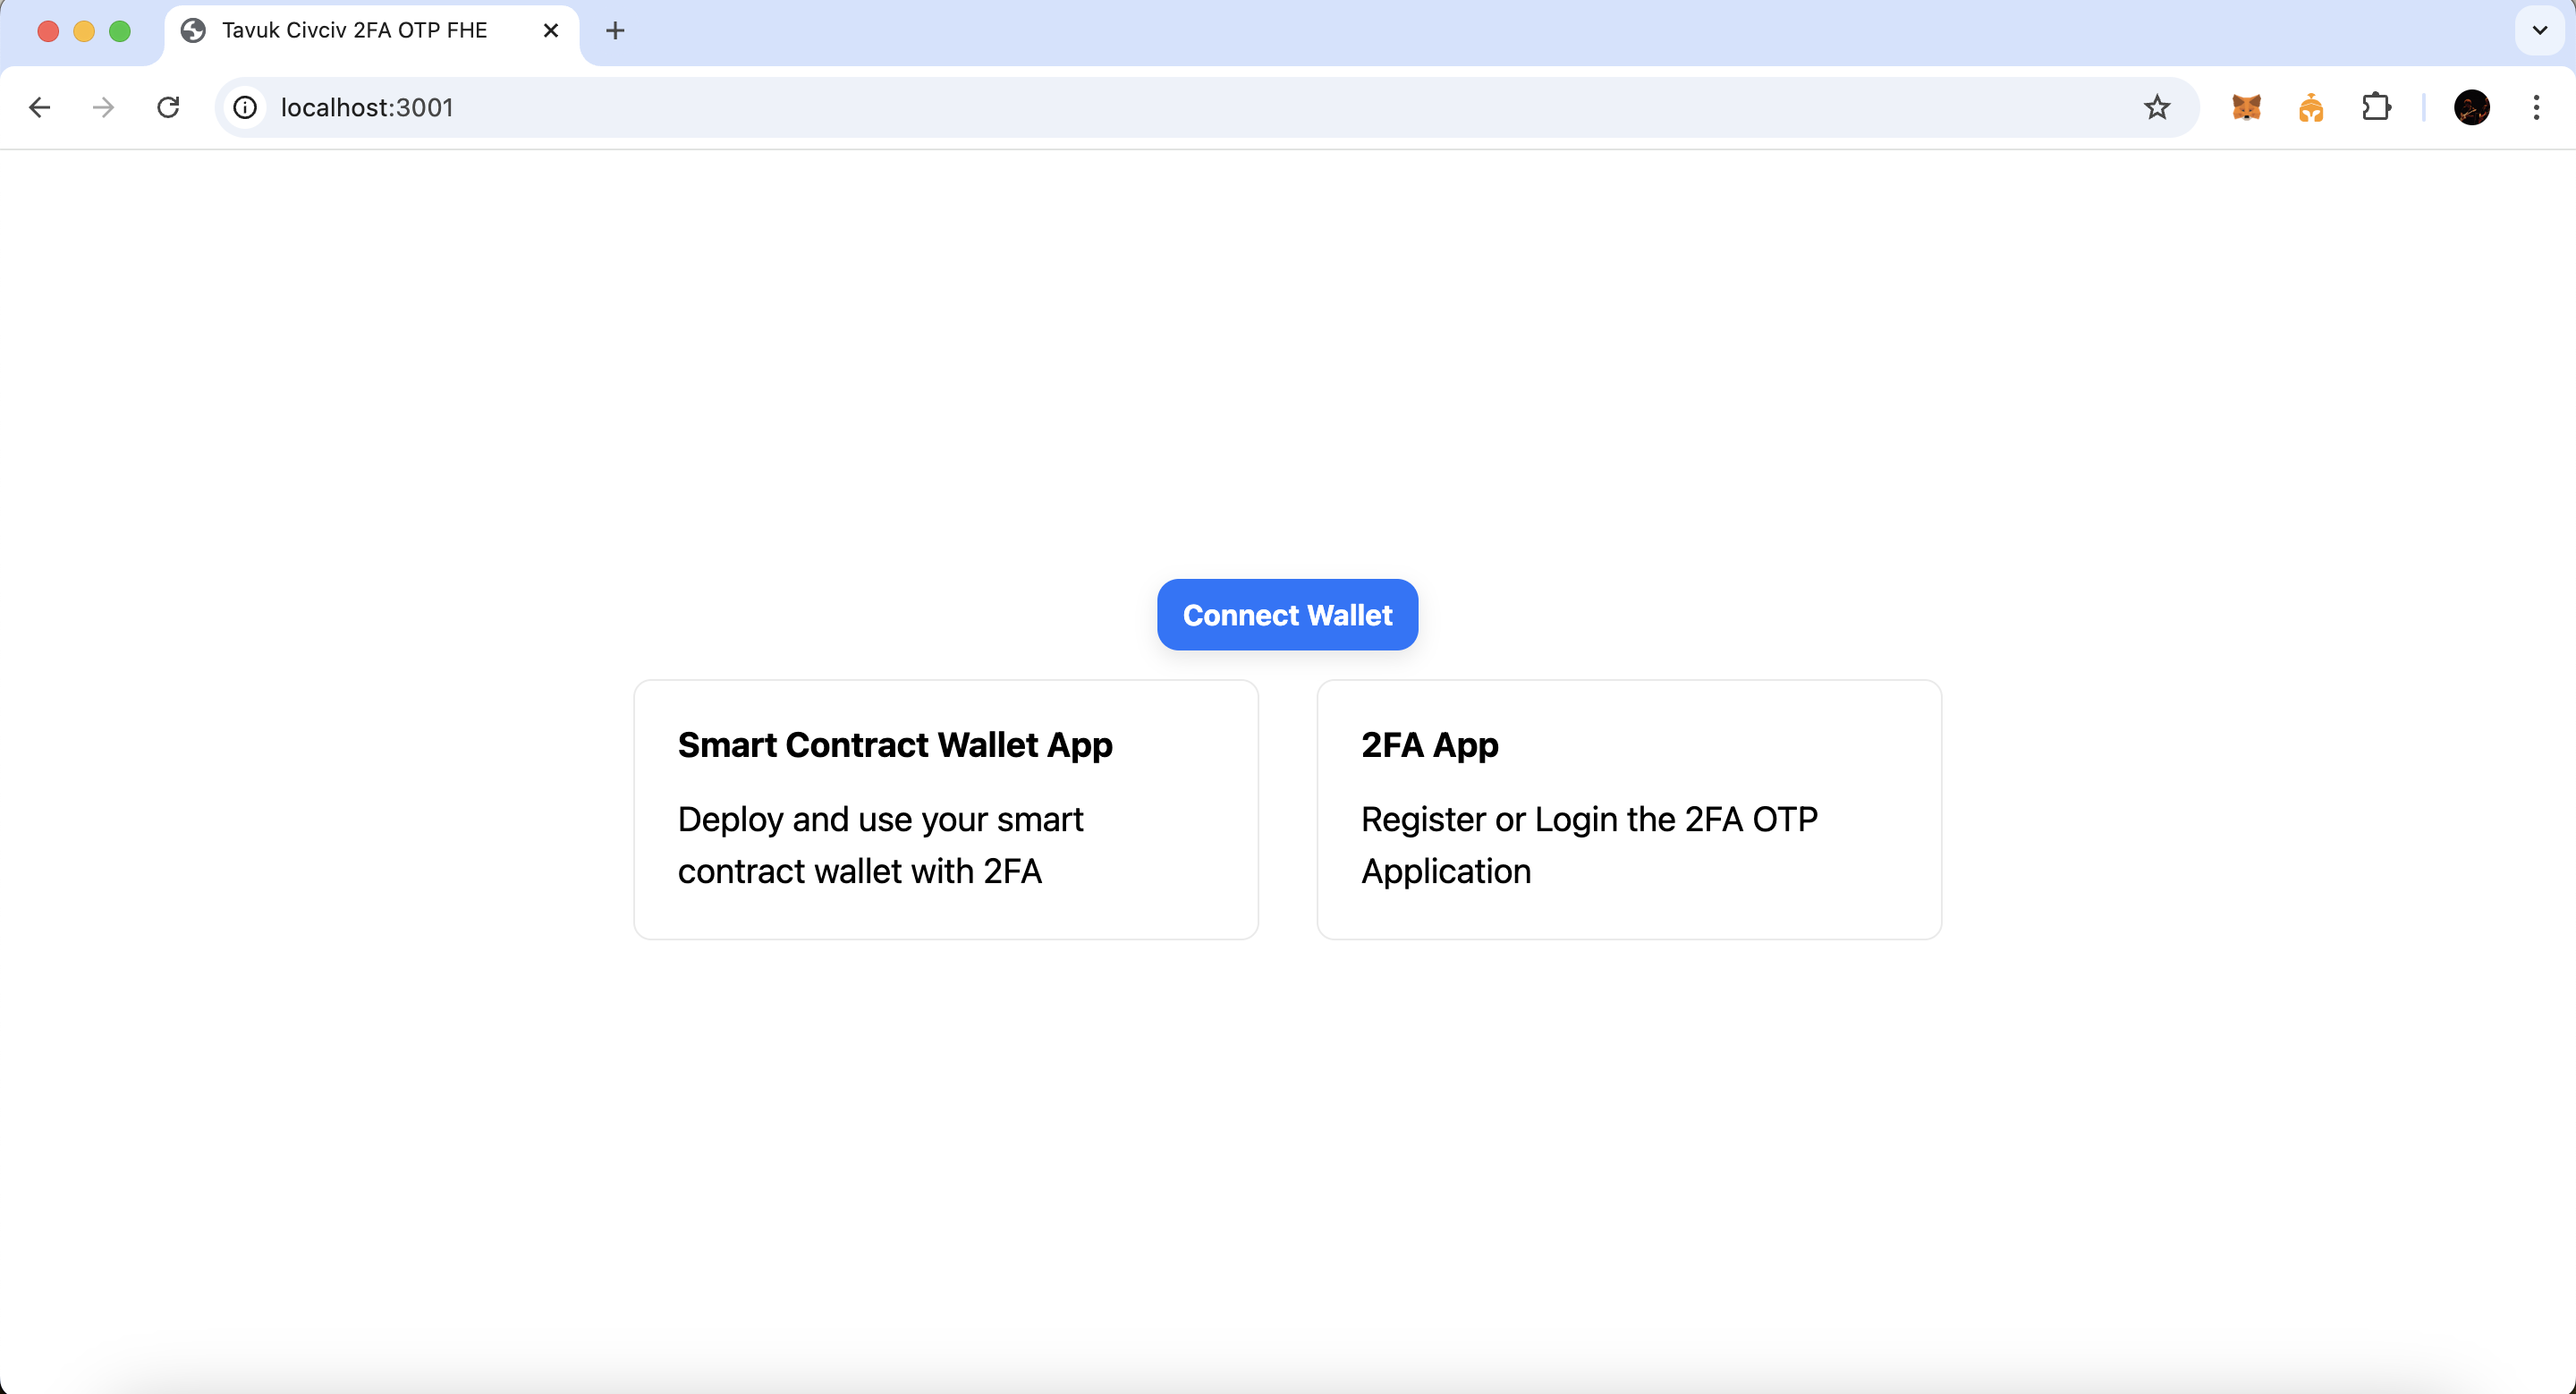 Tavuk Civciv 2FA OTP FHE
localhost:3001
Connect Wallet
Smart Contract Wallet App
Deploy and use your smart
contract wallet with 2FA
2FA App
Register or Login the 2FA OTP
Application